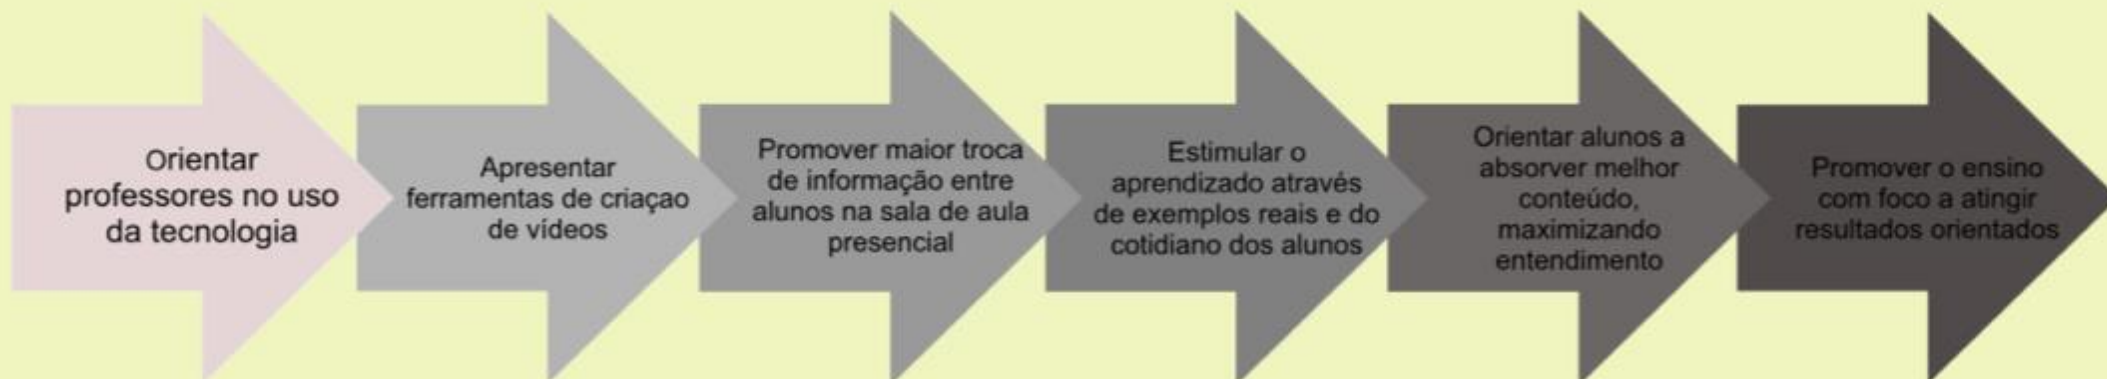 Orientar
professores no uso
da tecnologia
Apresentar
ferramentas de criaçao
de vídeos
Promover maior troca
de informação entre
alunos na sala de aula
presencial
Estimular o
aprendizado através
de exemplos reais e do
cotidiano dos alunos
Orientar alunos a
absorver melhor
conteúdo,
maximizando
entendimento
Promover o ensino
com foco a atingir
resultados orientados